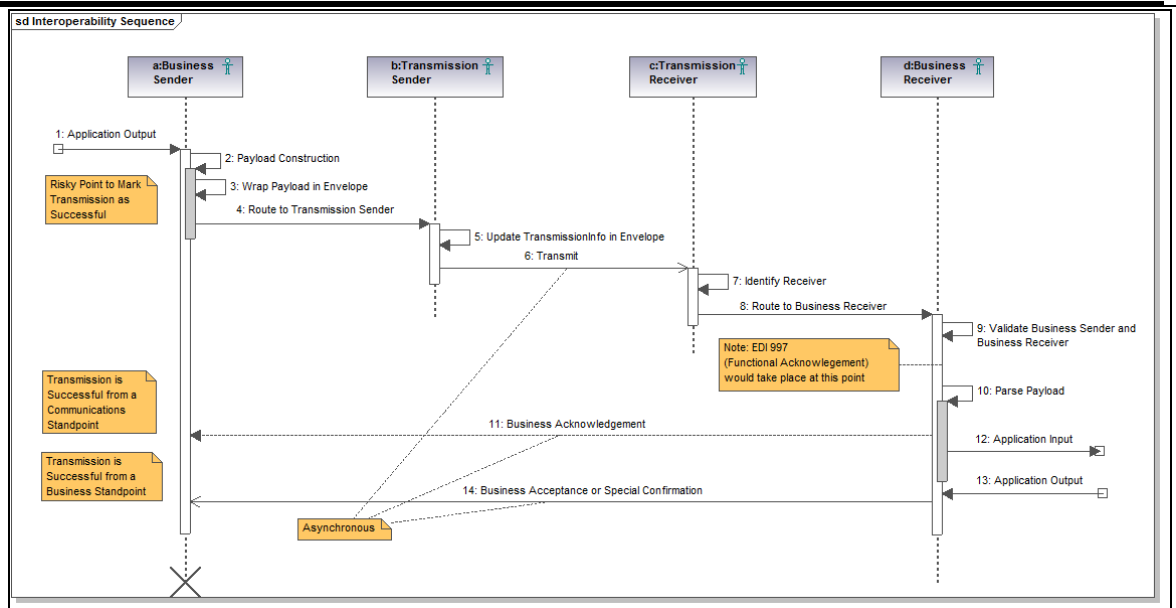 sd Interoperability Sequence
a:Business
Sender
b:Transmission
Sender
c:Transmission
Receiver
d:Business
Receiver
1: Application Output
2: Payload Construction
Risky Point to Mark
Transmission as
Successful
3: Wrap Payload in Envelope
4: Route to Transmission Sender
5: Update TransmissionInfo in Envelope
6: Transmit
7: Identify Receiver
8: Route to Business Receiver
9: Validate Business Sender and
Business Receiver
Note: EDI 997
(Functional Acknowlegement)
would take place at this point
Transmission is
Successful from a
Communications
Standpoint
10: Parse Payload
11: Business Acknowledgement
12: Application Input
Transmission is
Successful from a
Business Standpoint
13: Application Output
14: Business Acceptance or Special Confirmation
Asynchronous